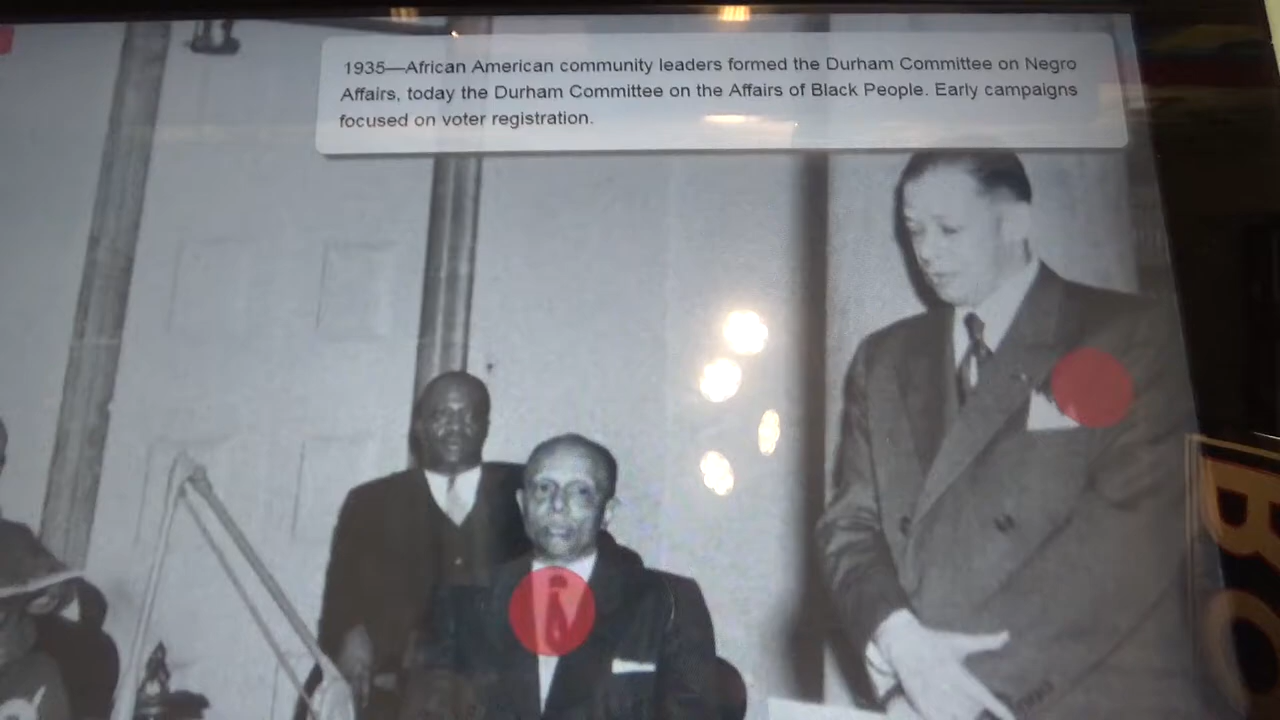 1935—African American community leaders formed the Durham Committee on Negro
Affairs, today the Durham Committee on the Affairs of Black People. Early campaigns
focused on voter registration.